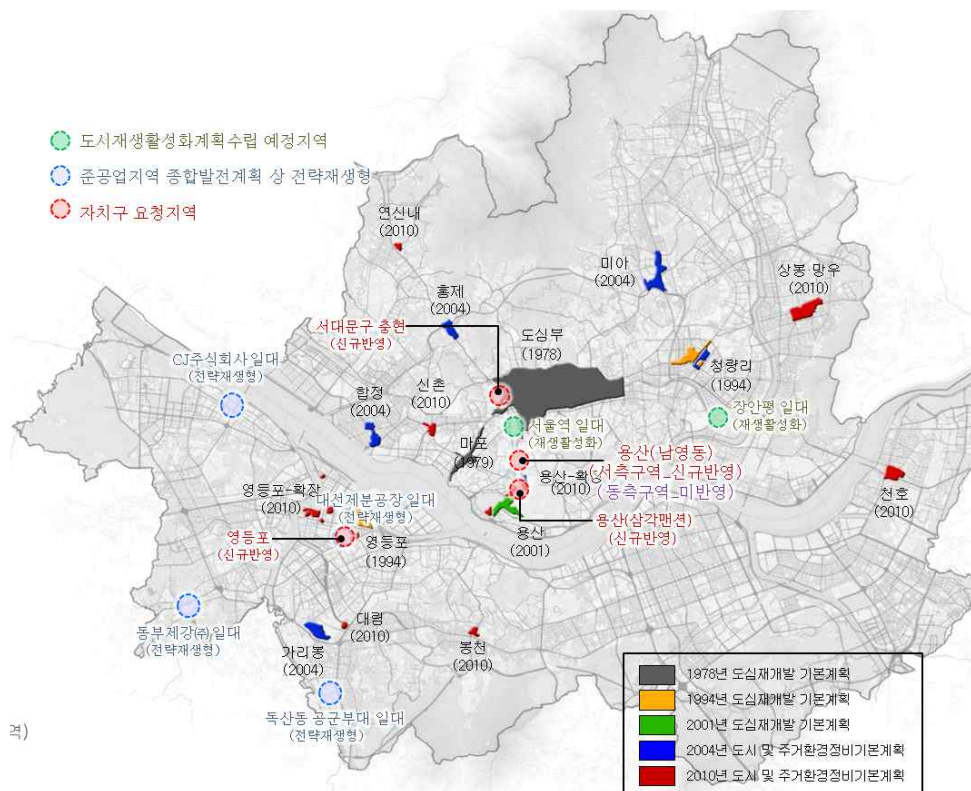 도시재생활성화계획수립 예정지역
준공업지역 종합발전계획 상 전략재생형
자치구 요청지역
연신내
(2010)
미아
(2004)
상봉·망우
(2010)
홍제
(2004)
서대문구 충현
(신규반영)
도심부
(1978)
CJ주식회사일대
(전략재생형)
합정
(2004)
신촌
(2010)
청량리
(1994)
장안평 일대
(재생활성화)
서울역 일대
(재생활성화)
마포
(1979)
용산(남영동)
(서측구역_신규반영)
(동측구역_미반영)
용산-확장
(2010)
천호
(2010)
영등포-확장
(2010)
대선제분공장 일대
(전략재생형)
용산(삼각맨션)
(신규반영)
용산
(2001)
영등포
(신규반영)
영등포
(1994)
동부제강㈜ 일대
(전략재생형)
대림
(2010)
가리봉
(2004)
봉천
(2010)
독산동 공군부대 일대
(전략재생형)
역)
1978년 도심재개발 기본계획
1994년 도심재개발 기본계획
2001년 도심재개발 기본계획
2004년 도시 및 주거환경정비기본계획
2010년 도시 및 주거환경정비기본계획